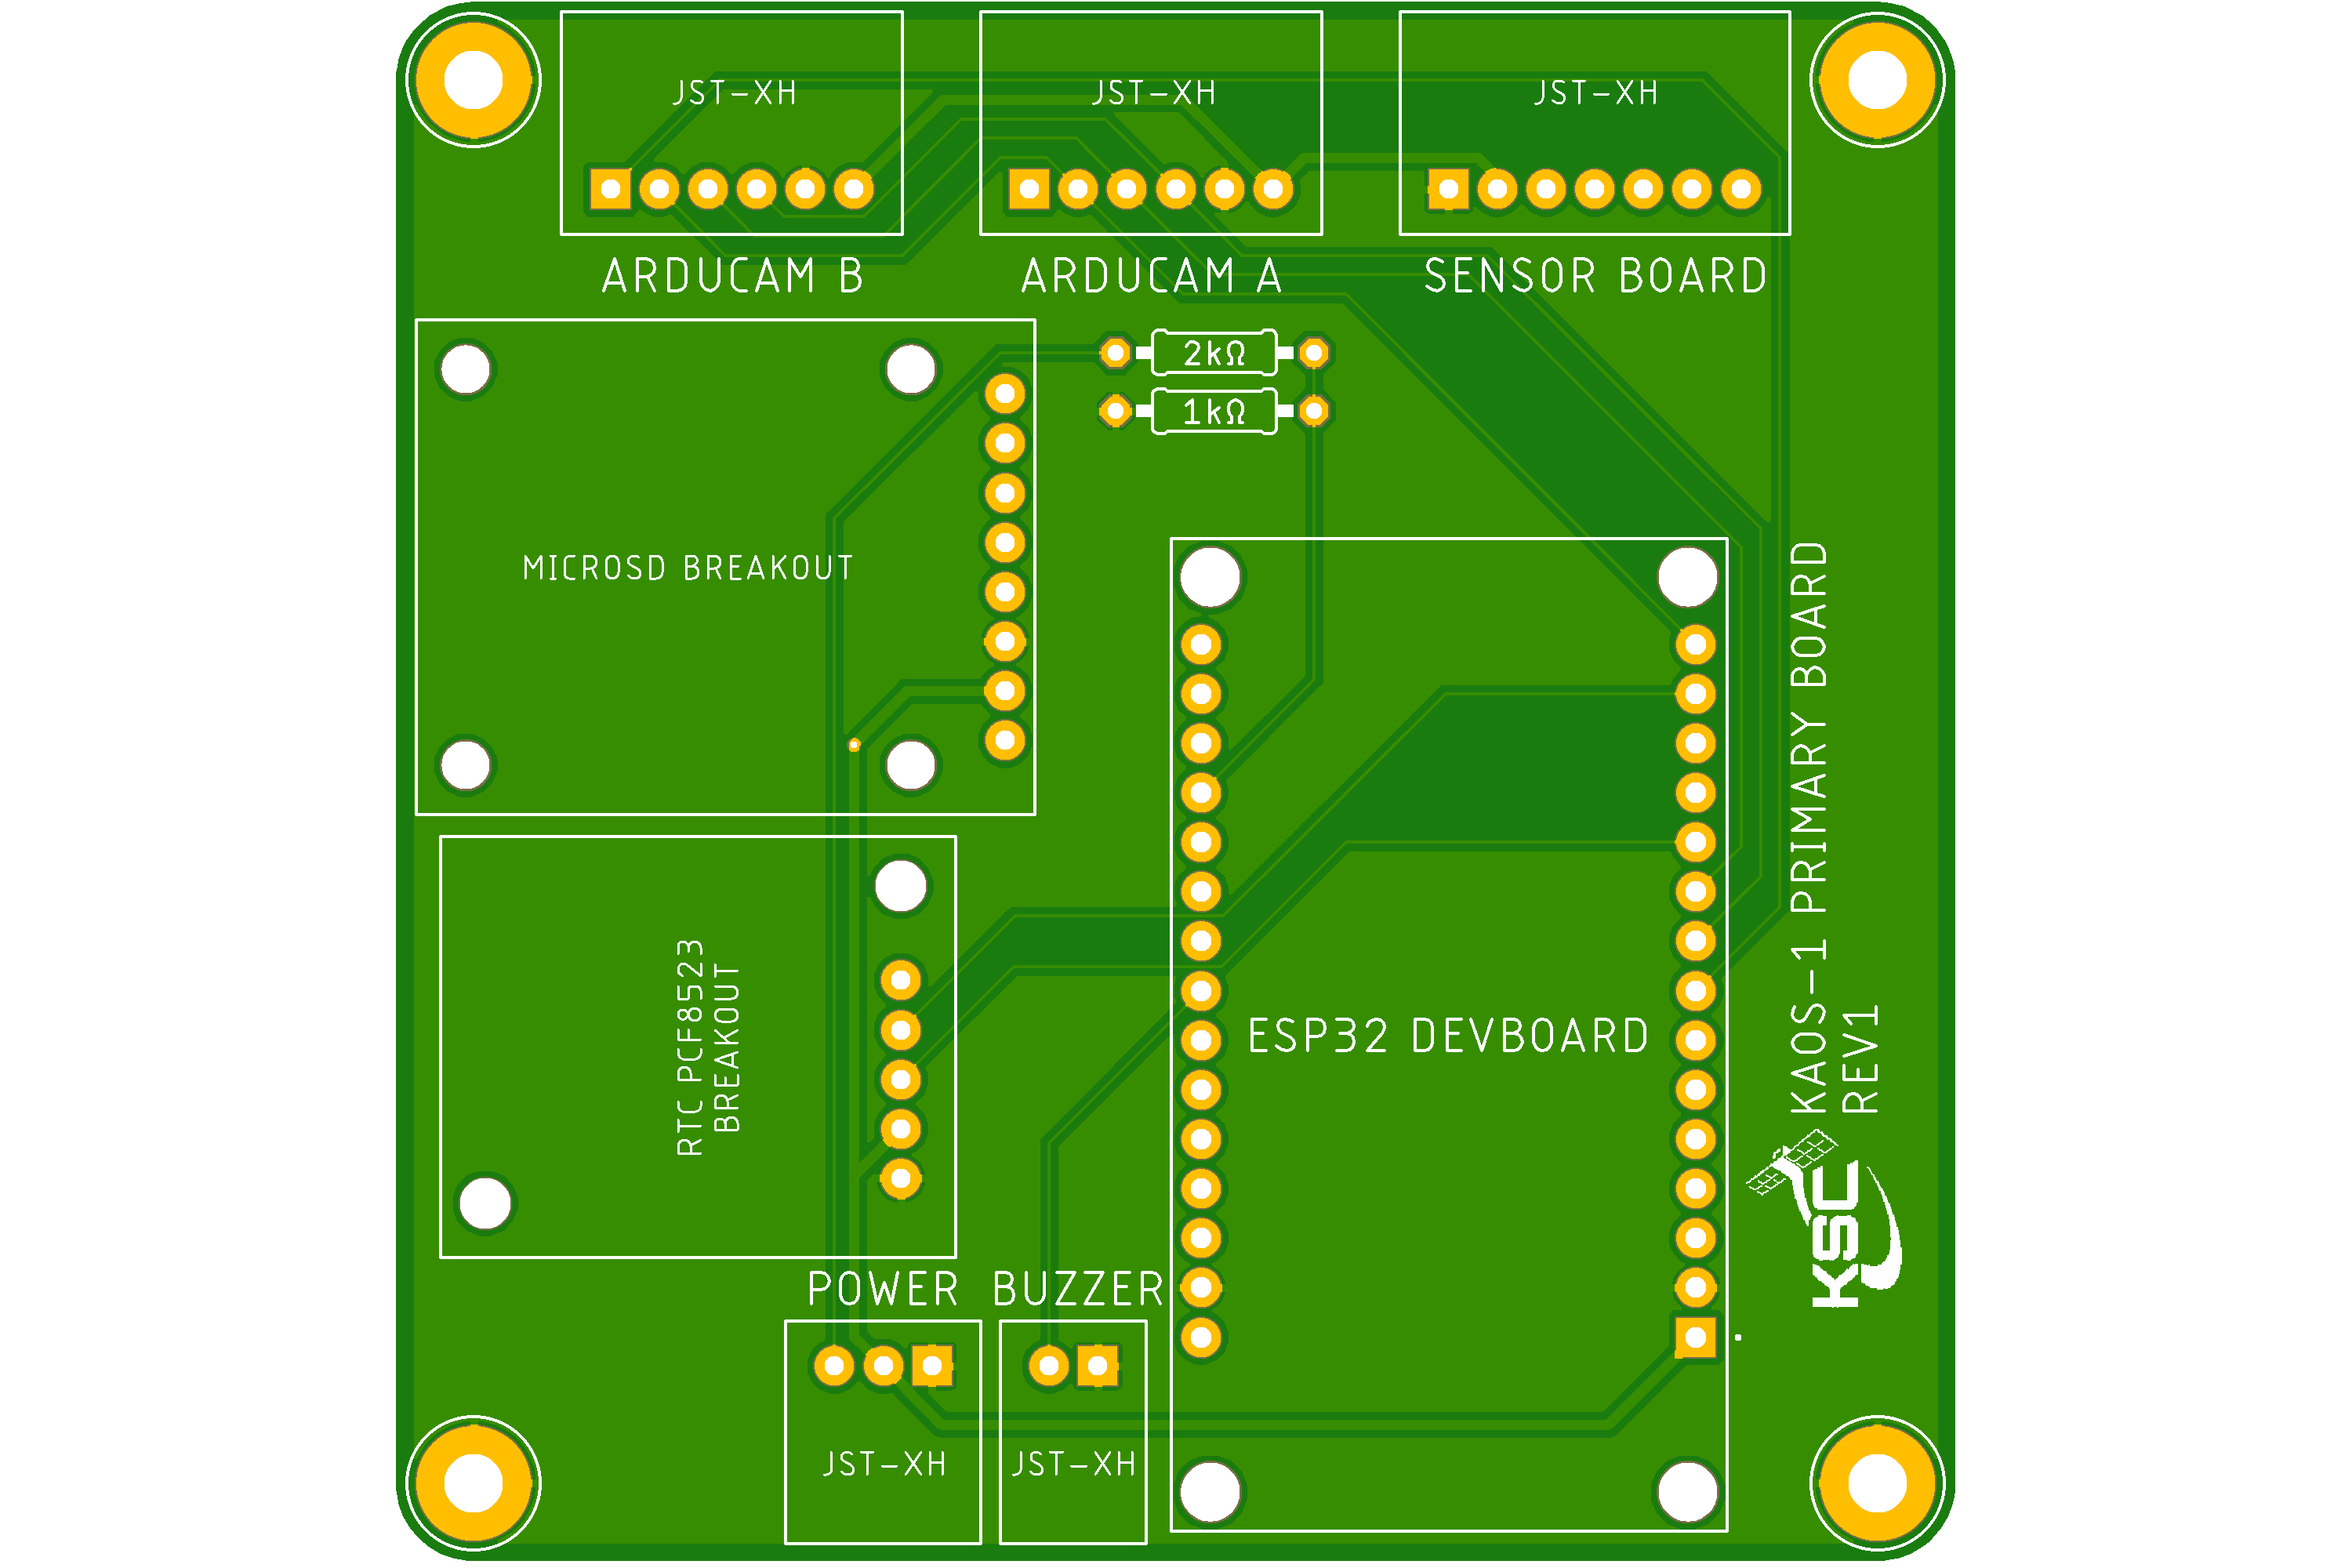 JST-XH
JST-XH
JST-XH
ARDUCAM B
ARDUCAM A
SENSOR BOARD
2kΩ
1kΩ
MICROSD BREAKOUT
KAOS-1 PRIMARY BOARD
REV1
RTC PCF8523
BREAKOUT
ESP32 DEVBOARD
KSC
POWER
BUZZER
JST-XH
JST-XH